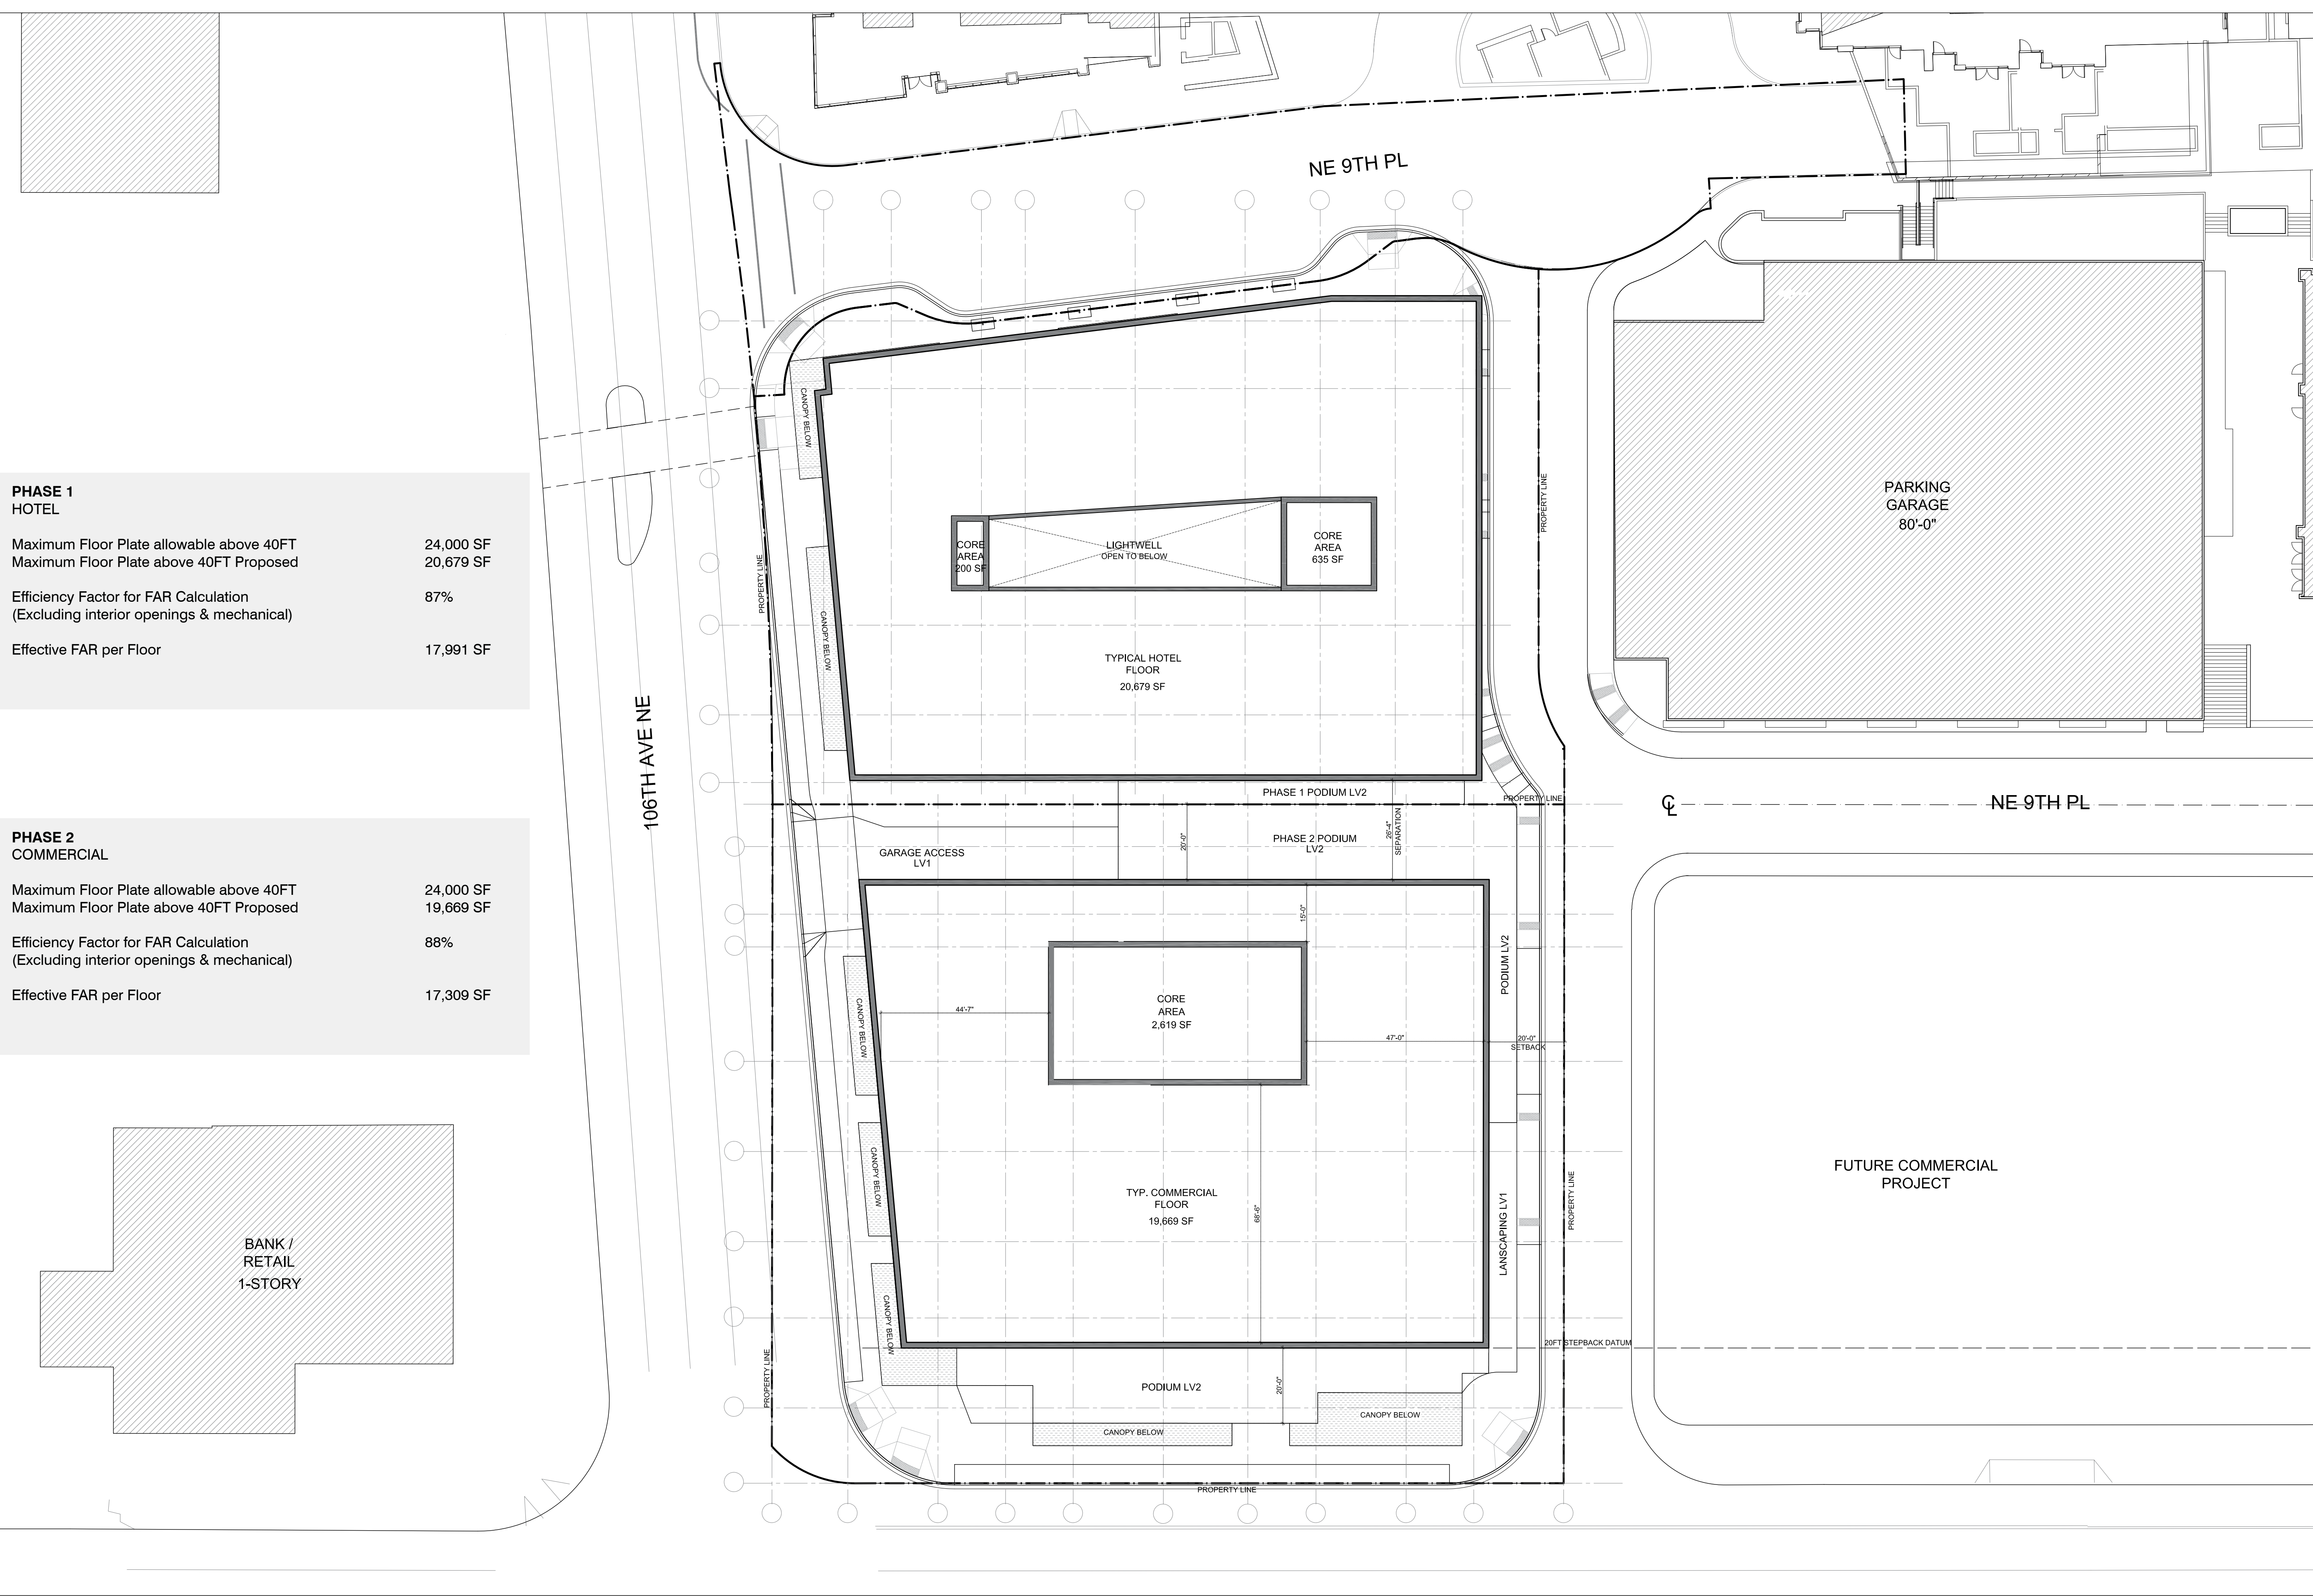 NE 9TH PL
PHASE 1
HOTEL
Maximum Floor Plate allowable above 40FT 24,000 SF
Maximum Floor Plate above 40FT Proposed 20,679 SF
Efficiency Factor for FAR Calculation 87%
(Excluding interior openings & mechanical)
Effective FAR per Floor 17,991 SF
PHASE 2
COMMERCIAL
Maximum Floor Plate allowable above 40FT 24,000 SF
Maximum Floor Plate above 40FT Proposed 19,669 SF
Efficiency Factor for FAR Calculation 88%
(Excluding interior openings & mechanical)
Effective FAR per Floor 17,309 SF
BANK /
RETAIL
1-STORY
106TH AVE NE
PROPERTY LINE
CANOPY BELOW
CANOPY BELOW
CORE
AREA
200 SF
LIGHTWELL
OPEN TO BELOW
CORE
AREA
635 SF
TYPICAL HOTEL
FLOOR
20,679 SF
PROPERTY LINE
PARKING
GARAGE
80'-0"
PHASE 1 PODIUM LV2
PROPERTY LINE
℄
NE 9TH PL
GARAGE ACCESS
LV1
20'-0"
PHASE 2 PODIUM
LV2
26'-4"
SEPARATION
15'-0"
CORE
AREA
2,619 SF
44'-7"
47'-0"
20'-0"
SETBACK
PODIUM LV2
CANOPY BELOW
CANOPY BELOW
CANOPY BELOW
TYP. COMMERCIAL
FLOOR
19,669 SF
68'-6"
LANSCAPING LV1
PROPERTY LINE
FUTURE COMMERCIAL
PROJECT
20FT STEPBACK DATUM
PROPERTY LINE
PODIUM LV2
20'-0"
CANOPY BELOW
CANOPY BELOW
PROPERTY LINE